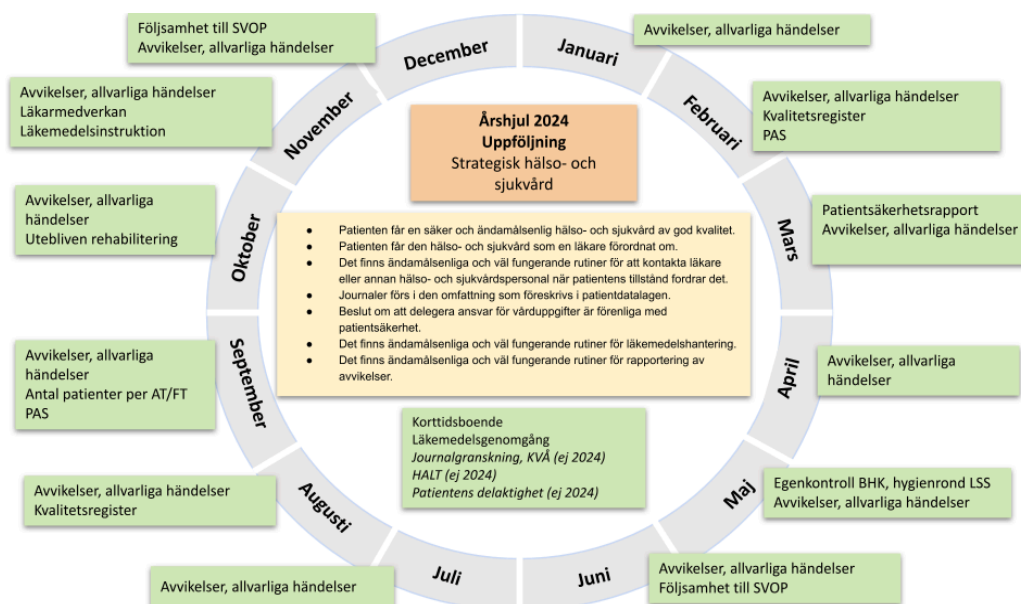 Följsamhet till SVOP
Avvikelser, allvarliga händelser
December
Januari
Avvikelser, allvarliga händelser
Avvikelser, allvarliga händelser
Läkarmedverkan
Läkemedelsinstruktion
November
Årshjul 2024
Uppföljning
Strategisk hälso- och
sjukvård
Februari
Avvikelser, allvarliga händelser
Kvalitetsregister
PAS
Avvikelser, allvarliga
händelser
Utebliven rehabilitering
Oktober
• Patienten får en säker och ändamålsenlig hälso- och sjukvård av god kvalitet.
• Patienten får den hälso- och sjukvård som en läkare förordnat om.
• Det finns ändamålsenliga och väl fungerande rutiner för att kontakta läkare
eller annan hälso- och sjukvårdspersonal när patientens tillstånd fordrar det.
• Journaler förs i den omfattning som föreskrivs i patientdatalagen.
• Beslut om att delegera ansvar för vårduppgifter är förenliga med
patientsäkerhet.
• Det finns ändamålsenliga och väl fungerande rutiner för läkemedelshantering.
• Det finns ändamålsenliga och väl fungerande rutiner för rapportering av
avvikelser.
Mars
Patientsäkerhetsrapport
Avvikelser, allvarliga händelser
Avvikelser, allvarliga
händelser
Antal patienter per AT/FT
PAS
September
April
Avvikelser, allvarliga
händelser
Korttidsboende
Läkemedelsgenomgång
Journalgranskning, KVÅ (ej 2024)
HALT (ej 2024)
Patientens delaktighet (ej 2024)
Avvikelser, allvarliga händelser
Kvalitetsregister
Augusti
Maj
Egenkontroll BHK, hygienrond LSS
Avvikelser, allvarliga händelser
Avvikelser, allvarliga händelser
Juli
Juni
Avvikelser, allvarliga händelser
Följsamhet till SVOP